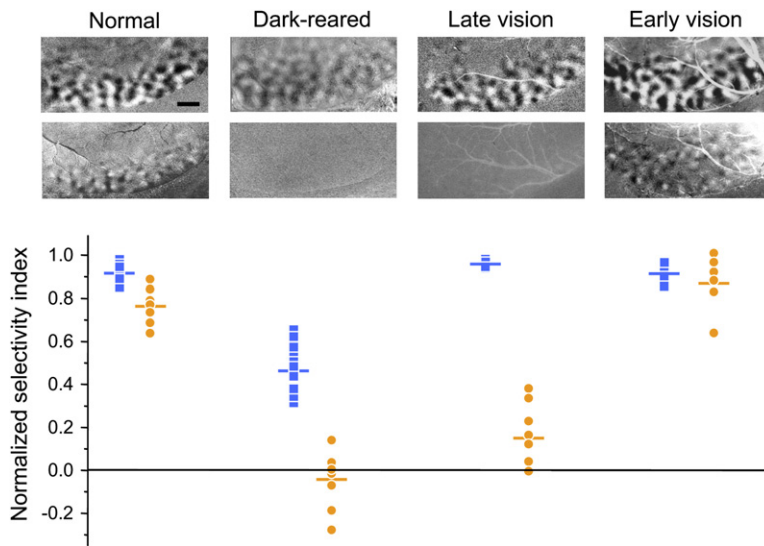 Normal
Dark-reared
Late vision
Early vision
Normalized selectivity index
1.0
0.8
0.6
0.4
0.2
0.0
-0.2